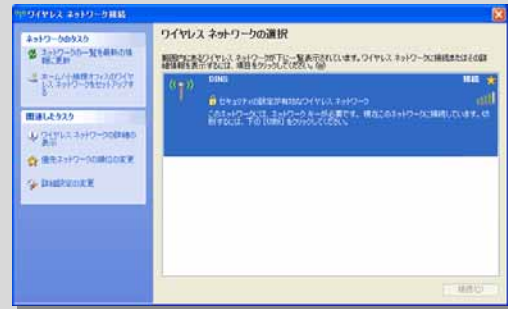 ワイヤレス ネットワーク接続
ネットワークのタスク
ネットワークの一覧を最新の情
報に更新
ホーム/小規模オフィスのワイヤ
レス ネットワークをセットアップす
る
関連したタスク
ワイヤレス ネットワークの詳細の
表示
優先ネットワークの順位の変更
詳細設定の変更
ワイヤレス ネットワークの選択
範囲内にあるワイヤレス ネットワークが下に一覧表示されています。ワイヤレス ネットワークに接続またはその詳
細情報を表示するには、項目をクリックしてください。(W)
接続
セキュリティの設定が有効なワイヤレス ネットワーク
このネットワークには、ネットワーク キーが必要です。現在このネットワークに接続しています。切
断するには、下の [切断] をクリックしてください。
接続(C)